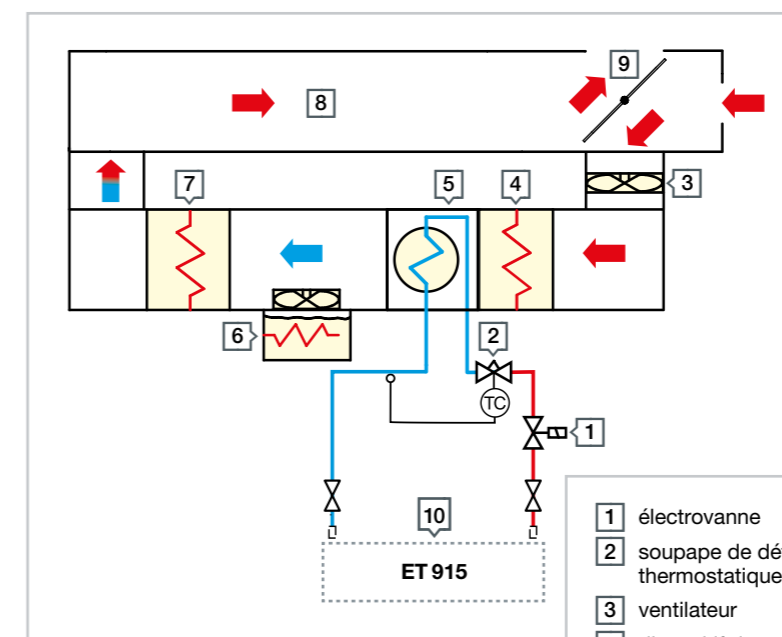 9
8
7
5
4
3
6
2
TC
1
10
ET 915
1 électrovanne
2 soupape de dé
thermostatique
3 ventilateur